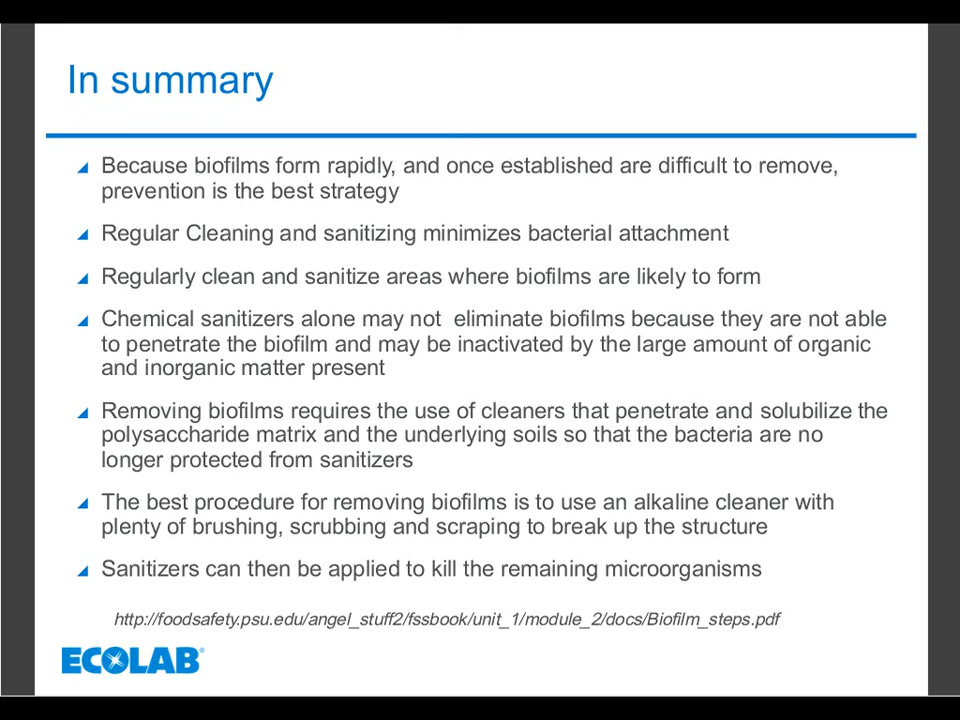 In summary
Because biofilms form rapidly, and once established are difficult to remove,
prevention is the best strategy
Regular Cleaning and sanitizing minimizes bacterial attachment
Regularly clean and sanitize areas where biofilms are likely to form
Chemical sanitizers alone may not  eliminate biofilms because they are not able
to penetrate the biofilm and may be inactivated by the large amount of organic
and inorganic matter present
Removing biofilms requires the use of cleaners that penetrate and solubilize the
polysaccharide matrix and the underlying soils so that the bacteria are no
longer protected from sanitizers
The best procedure for removing biofilms is to use an alkaline cleaner with
plenty of brushing, scrubbing and scraping to break up the structure
Sanitizers can then be applied to kill the remaining microorganisms
http://foodsafety.psu.edu/angel_stuff2/fssbook/unit_1/module_2/docs/Biofilm_steps.pdf
ECOLAB®